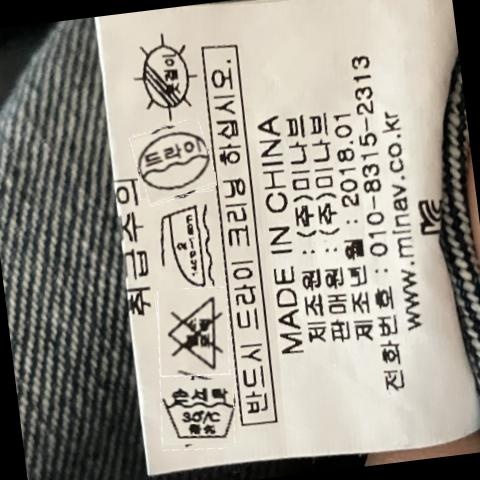 취급주의
손세탁
30℃
중성
드라이
반드시 드라이 크리닝 하십시오.
MADE IN CHINA
제조원 : (주)미나브
판매원 : (주)미나브
제조년월 : 2018.01
전화번호 : 010-8315-2313
www.minav.co.kr